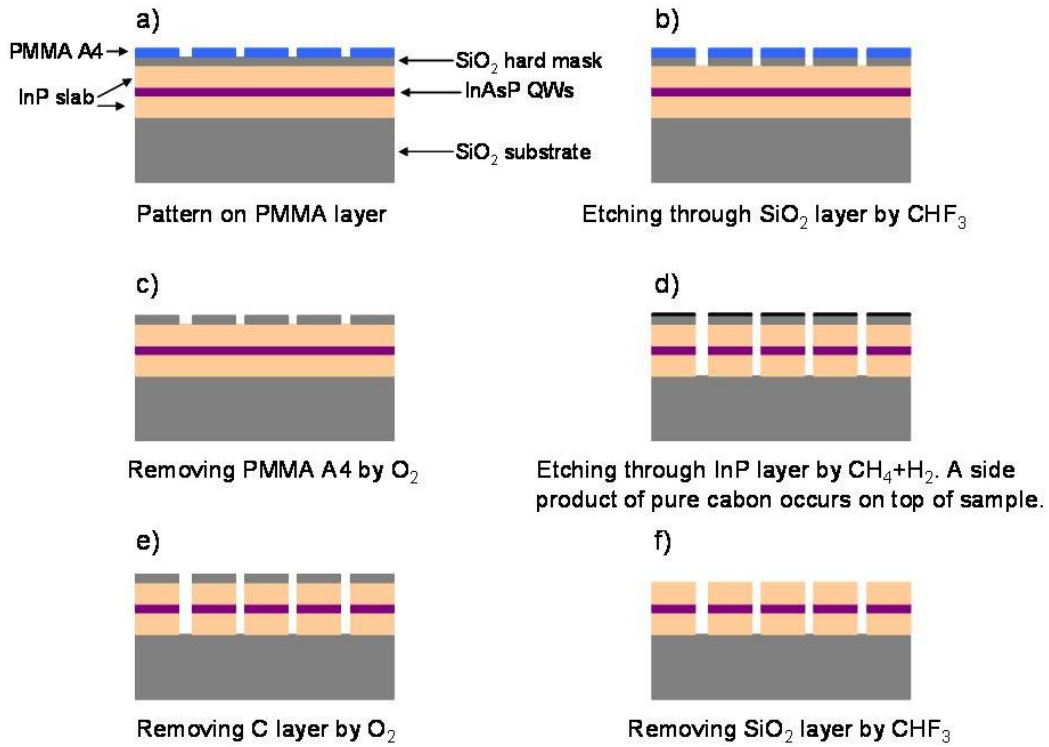 a)
PMMA A4
InP slab
SiO₂ hard mask
InAsP QWs
SiO₂ substrate
Pattern on PMMA layer
b)
Etching through SiO₂ layer by CHF₃
c)
Removing PMMA A4 by O₂
d)
Etching through InP layer by CH₄+H₂. A side
product of pure cabon occurs on top of sample.
e)
Removing C layer by O₂
f)
Removing SiO₂ layer by CHF₃